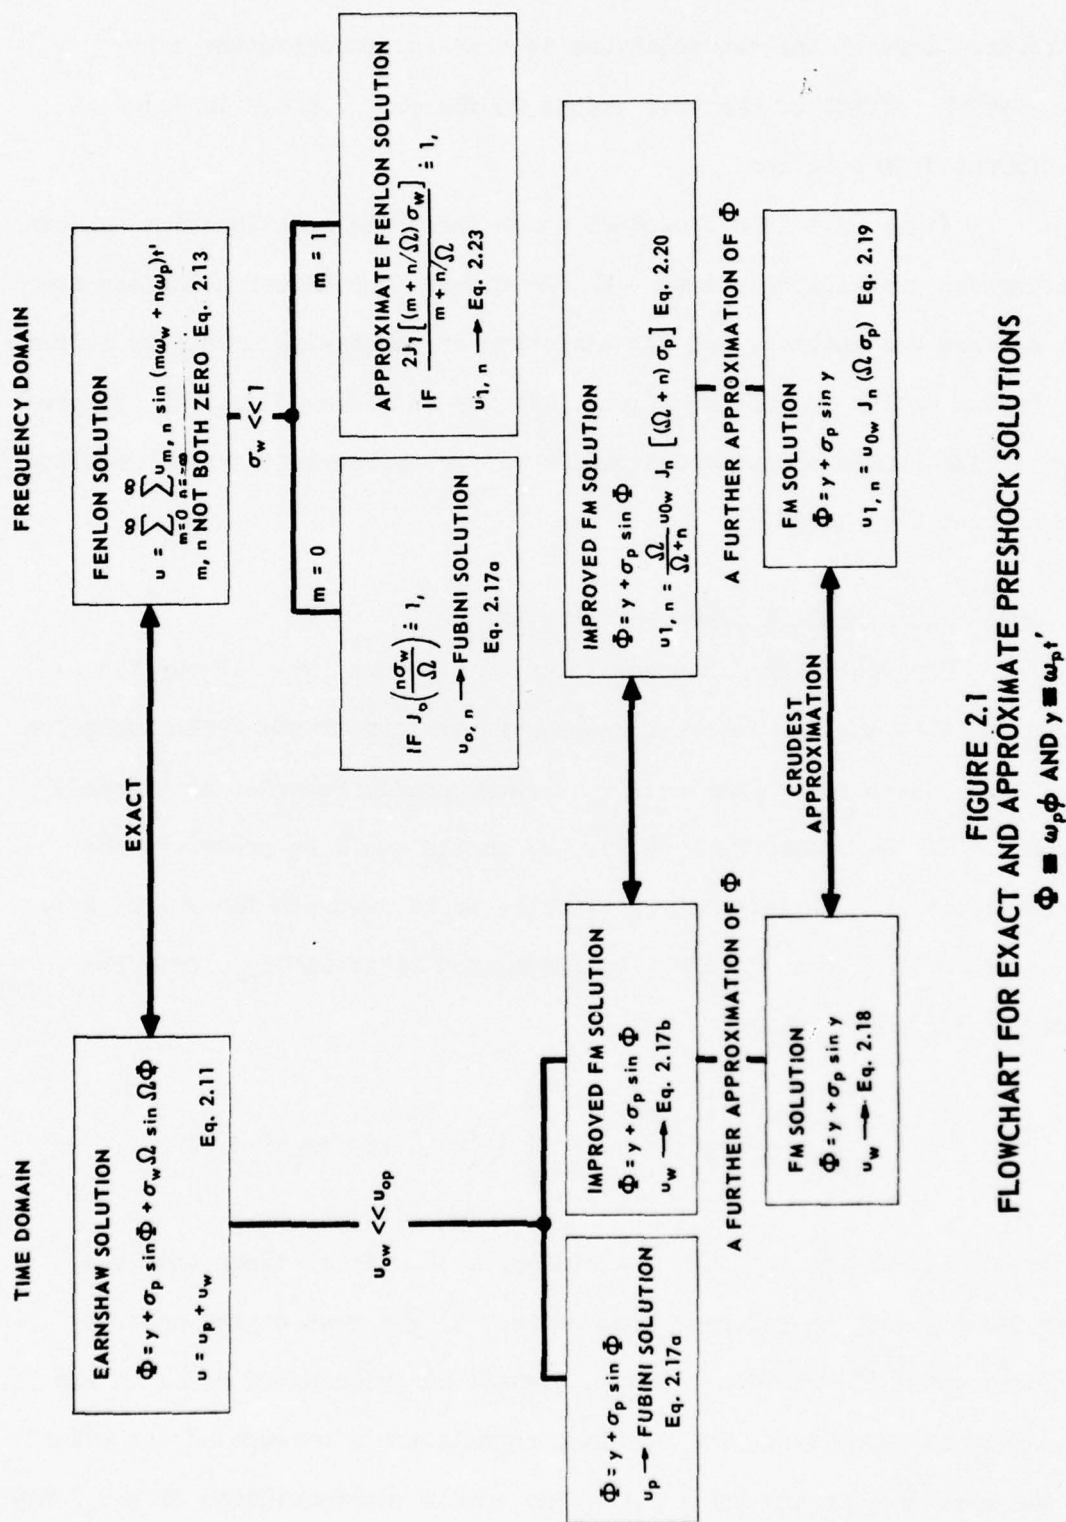 TIME DOMAIN
FREQUENCY DOMAIN
EARNSHAW SOLUTION
Φ = y + σp sin Φ + σw Ω sin Ω Φ
u = up + uw Eq. 2.11
EXACT
FENLON SOLUTION
u = ∞ ∑ m=0 ∞ ∑ n=-∞ um, n sin (mωw + nωp)t'
m, n NOT BOTH ZERO Eq. 2.13
uow << uop
σw << 1
m = 0
m = 1
IF Jo(nσw/Ω) ≐ 1,
uo, n → FUBINI SOLUTION
Eq. 2.17a
APPROXIMATE FENLON SOLUTION
IF 2J1[(m + n/Ω) σw] / m + n/Ω ≐ 1,
u1, n → Eq. 2.23
Φ = y + σp sin Φ
up → FUBINI SOLUTION
Eq. 2.17a
IMPROVED FM SOLUTION
Φ = y + σp sin Φ
uw → Eq. 2.17b
IMPROVED FM SOLUTION
Φ = y + σp sin Φ
u1, n = Ω/Ω+n u0w Jn [(Ω + n) σp] Eq. 2.20
A FURTHER APPROXIMATION OF Φ
A FURTHER APPROXIMATION OF Φ
FM SOLUTION
Φ = y + σp sin y
uw → Eq. 2.18
CRUDEST
APPROXIMATION
FM SOLUTION
Φ = y + σp sin y
u1, n = u0w Jn (Ω σp) Eq. 2.19
FIGURE 2.1
FLOWCHART FOR EXACT AND APPROXIMATE PRESHOCK SOLUTIONS
Φ ≡ ωpϕ AND y ≡ ωpt'